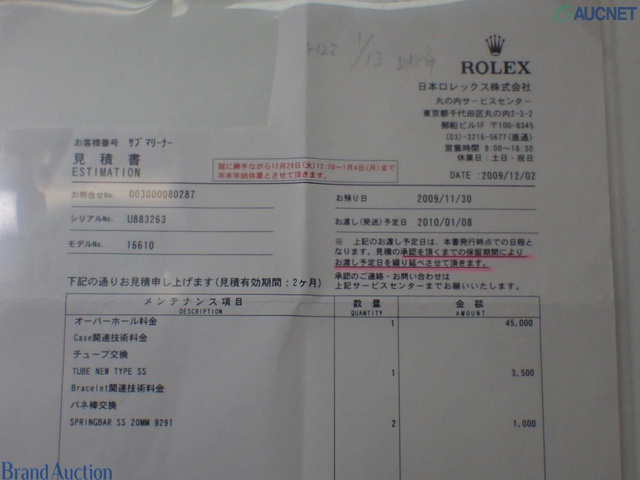 AUCNET
1/13
ROLEX
日本ロレックス株式会社
丸の内サービスセンター
東京都千代田区丸の内2-3-2
郵船ビル1F 〒100-8345
(03)-3216-5677(直通)
営業時間 9:00～16:30
休業日：土・日・祝日
お客様番号 サブマリーナー
見積書
ESTIMATION
誠に勝手ながら12月29日(火)12:30～1月4日(月)まで
年末年始休業とさせて頂きます。
DATE :2009/12/02
お問合せNo. 003000080287
お預り日 2009/11/30
シリアルNo. U883263
お渡し(発送)予定日 2010/01/08
モデルNo. 16610
※ 上記のお渡し予定日は、本書発行時点での日程と
なります。見積の承認を頂くまでの保留期間により
お渡し予定日を繰り延べさせて頂きます。
承認のご連絡・お問い合わせは
上記サービスセンターまでお願いいたします。
下記の通りお見積申し上げます(見積有効期間：2ヶ月)
メンテナンス項目 数量 金額
DESCRIPTION QUANTITY AMOUNT
オーバーホール料金 1 45,000
Case関連技術料金
チューブ交換
TUBE NEW TYPE SS 1 3,500
Bracelet関連技術料金
バネ棒交換
SPRINGBAR SS 20MM 9291 2 1,000
Brand Auction